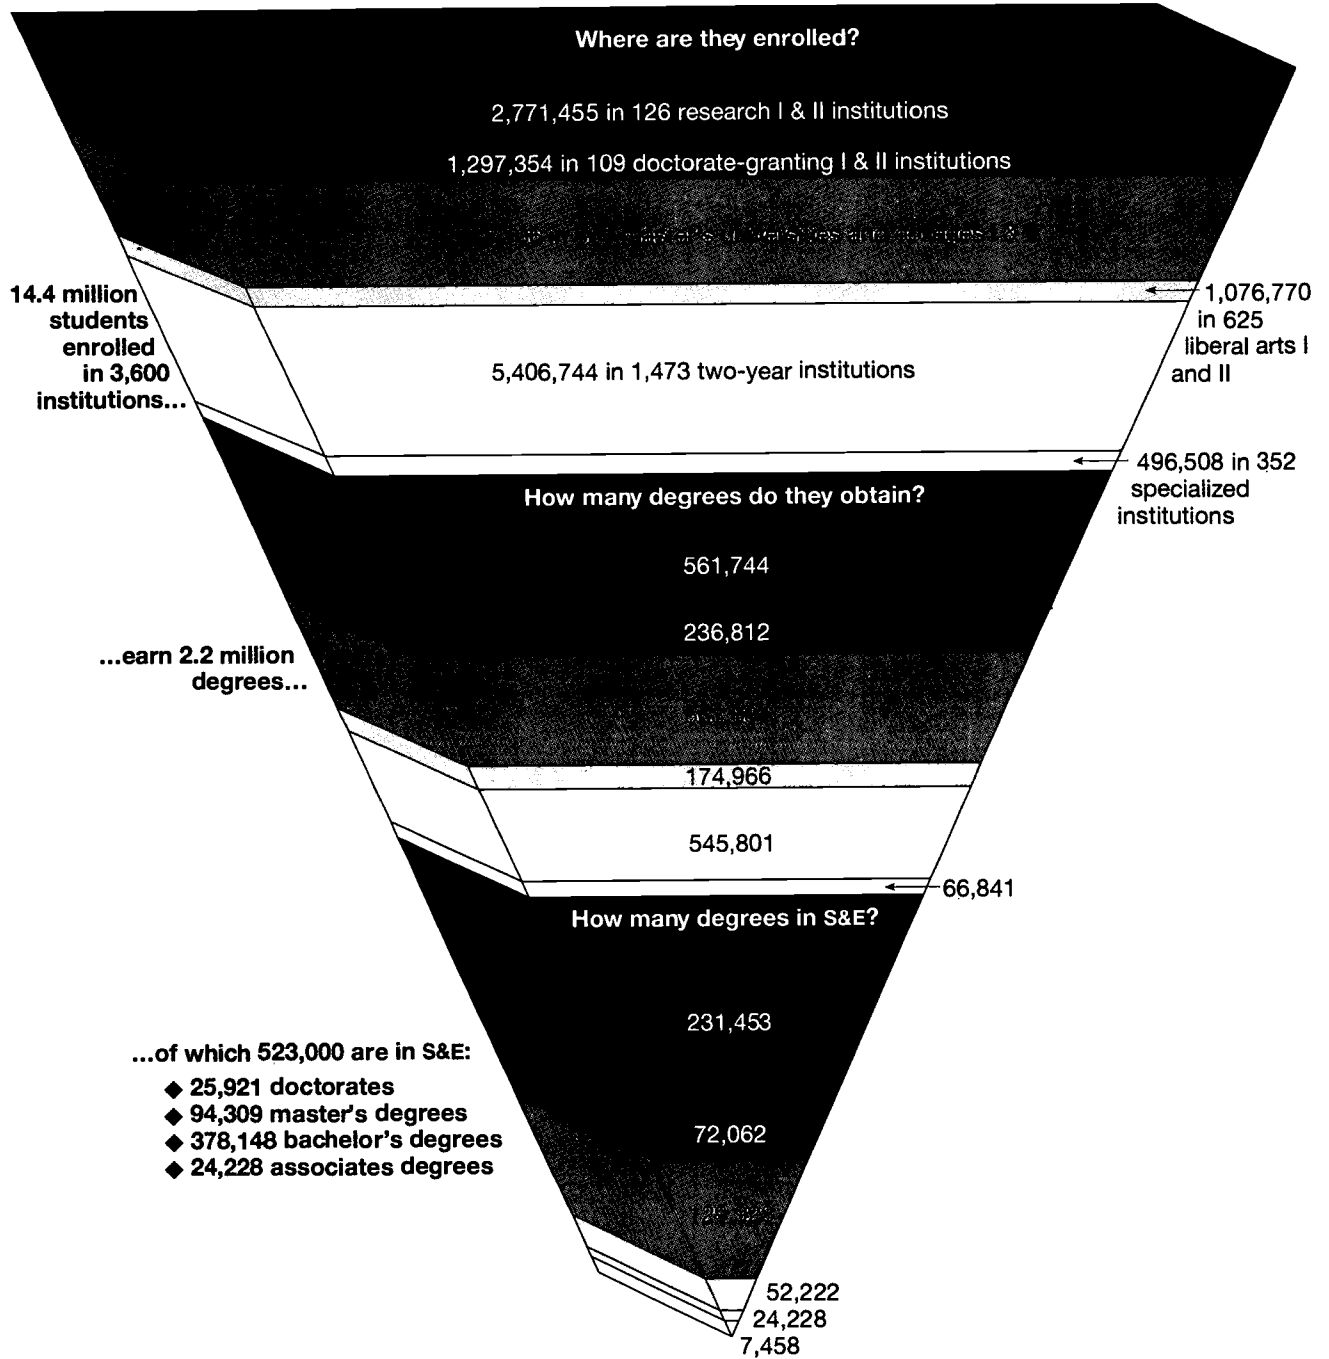 Where are they enrolled?
2,771,455 in 126 research I & II institutions
1,297,354 in 109 doctorate-granting I & II institutions
14.4 million
students
enrolled
in 3,600
institutions...
1,076,770
in 625
liberal arts I
and II
5,406,744 in 1,473 two-year institutions
496,508 in 352
specialized
institutions
How many degrees do they obtain?
561,744
236,812
...earn 2.2 million
degrees...
174,966
545,801
66,841
How many degrees in S&E?
231,453
...of which 523,000 are in S&E:
◆ 25,921 doctorates
◆ 94,309 master's degrees
◆ 378,148 bachelor's degrees
◆ 24,228 associates degrees
72,062
52,222
24,228
7,458